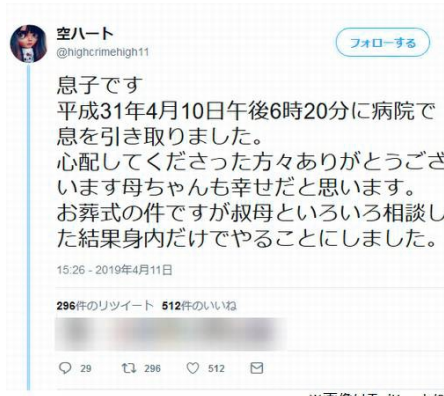 空ハート
@highcrimehigh11
フォローする
息子です
平成31年4月10日午後6時20分に病院で
息を引き取りました。
心配してくださった方々ありがとうござ
います母ちゃんも幸せだと思います。
お葬式の件ですが叔母といろいろ相談し
た結果身内だけでやることにしました。
15:26 - 2019年4月11日
296件のリツイート 512件のいいね
29 296 512